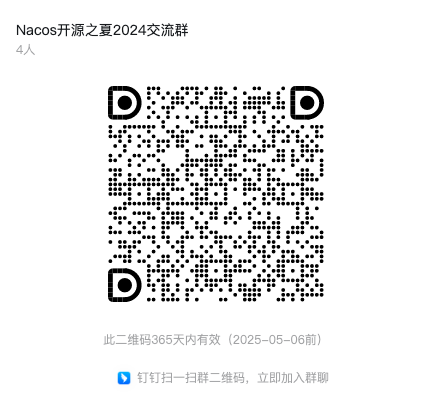 Nacos开源之夏2024交流群
4人
此二维码365天内有效（2025-05-06前）
钉钉扫一扫群二维码，立即加入群聊